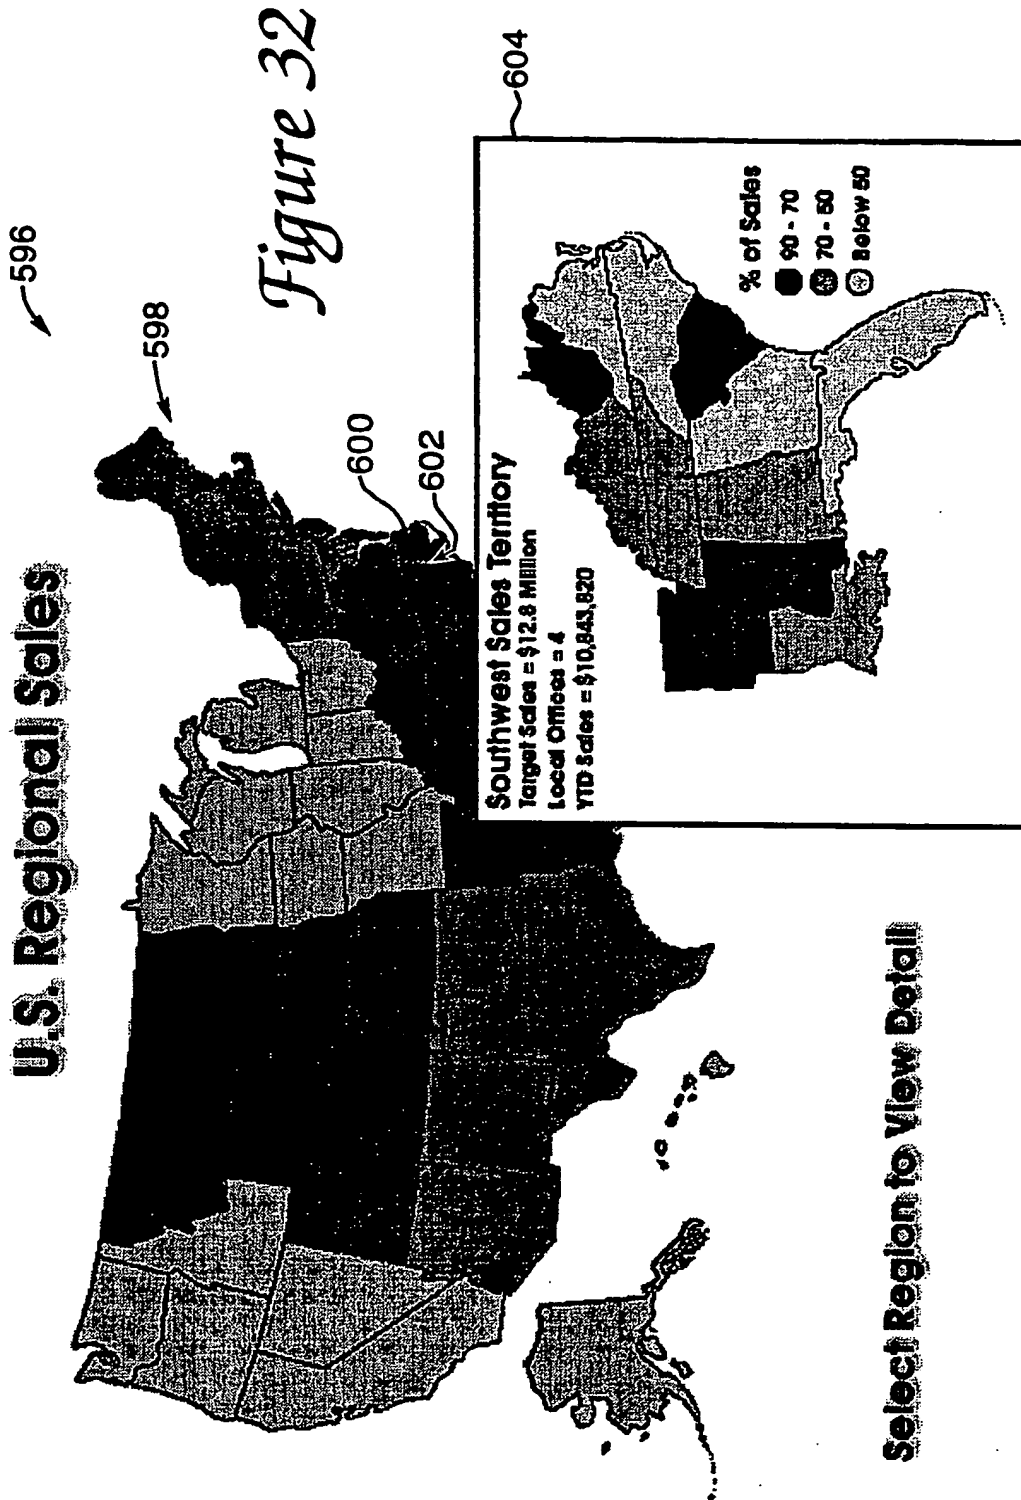 U.S. Regional Sales
596
Figure 32
598
600
602
604
Southwest Sales Territory
Target Sales = $12.8 Million
Local Offices = 4
YTD Sales = $10,843,820
% of Sales
90 - 70
70 - 50
Below 50
Select Region to View Detail